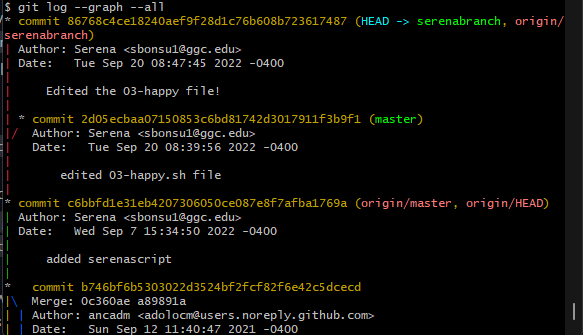 $ git log --graph --all
* commit 86768c4ce18240aef9f28d1c76b608b723617487 (HEAD -> serenabranch, origin/
serenabranch)
| Author: Serena <sbonsu1@ggc.edu>
| Date:   Tue Sep 20 08:47:45 2022 -0400
|
|     Edited the 03-happy file!
|
| * commit 2d05ecbaa07150853c6bd81742d3017911f3b9f1 (master)
|/  Author: Serena <sbonsu1@ggc.edu>
|   Date:   Tue Sep 20 08:39:56 2022 -0400
|
|       edited 03-happy.sh file
|
* commit c6bbfd1e31eb4207306050ce087e8f7afba1769a (origin/master, origin/HEAD)
| Author: Serena <sbonsu1@ggc.edu>
| Date:   Wed Sep 7 15:34:50 2022 -0400
|
|     added serenascript
|
*   commit b746bf6b5303022d3524bf2fcf82f6e42c5dcecd
|\  Merge: 0c360ae a89891a
| | Author: ancadm <adolocm@users.noreply.github.com>
| | Date:   Sun Sep 12 11:40:47 2021 -0400